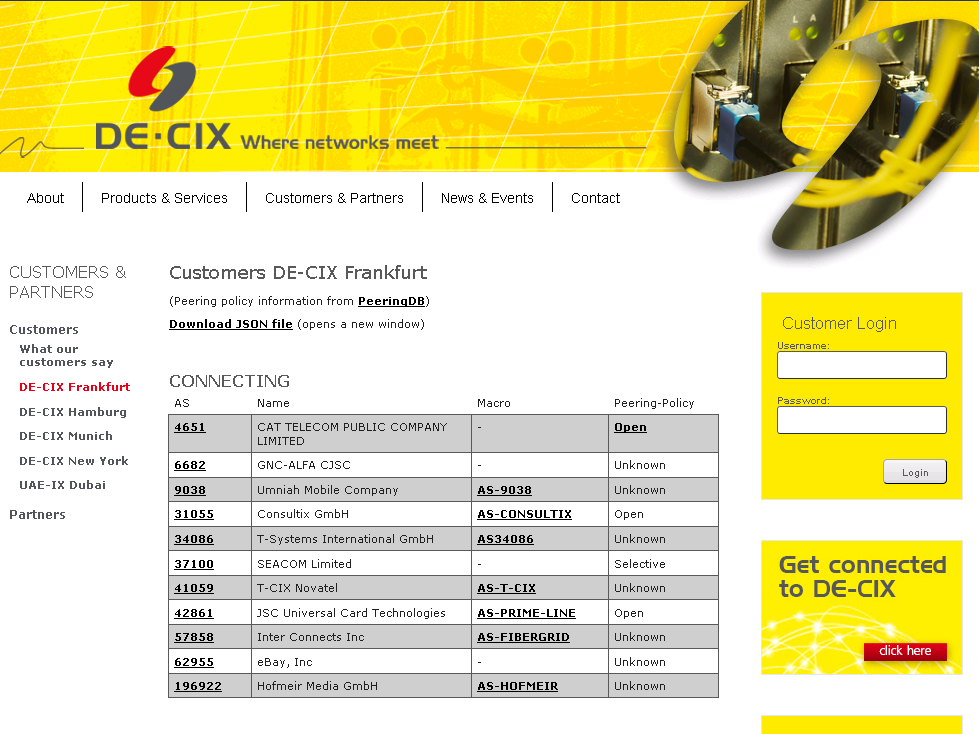 L A
DE-CIX Where networks meet
About
Products & Services
Customers & Partners
News & Events
Contact
CUSTOMERS &
PARTNERS
Customers
What our
customers say
DE-CIX Frankfurt
DE-CIX Hamburg
DE-CIX Munich
DE-CIX New York
UAE-IX Dubai
Partners
Customers DE-CIX Frankfurt
(Peering policy information from PeeringDB)
Download JSON file (opens a new window)
CONNECTING
AS Name Macro Peering-Policy
4651 CAT TELECOM PUBLIC COMPANY - Open
LIMITED
6682 GNC-ALFA CJSC - Unknown
9038 Umniah Mobile Company AS-9038 Unknown
31055 Consultix GmbH AS-CONSULTIX Open
34086 T-Systems International GmbH AS34086 Unknown
37100 SEACOM Limited - Selective
41059 T-CIX Novatel AS-T-CIX Unknown
42861 JSC Universal Card Technologies AS-PRIME-LINE Open
57858 Inter Connects Inc AS-FIBERGRID Unknown
62955 eBay, Inc - Unknown
196922 Hofmeir Media GmbH AS-HOFMEIR Unknown
Customer Login
Username:
Password:
Login
Get connected
to DE-CIX
click here